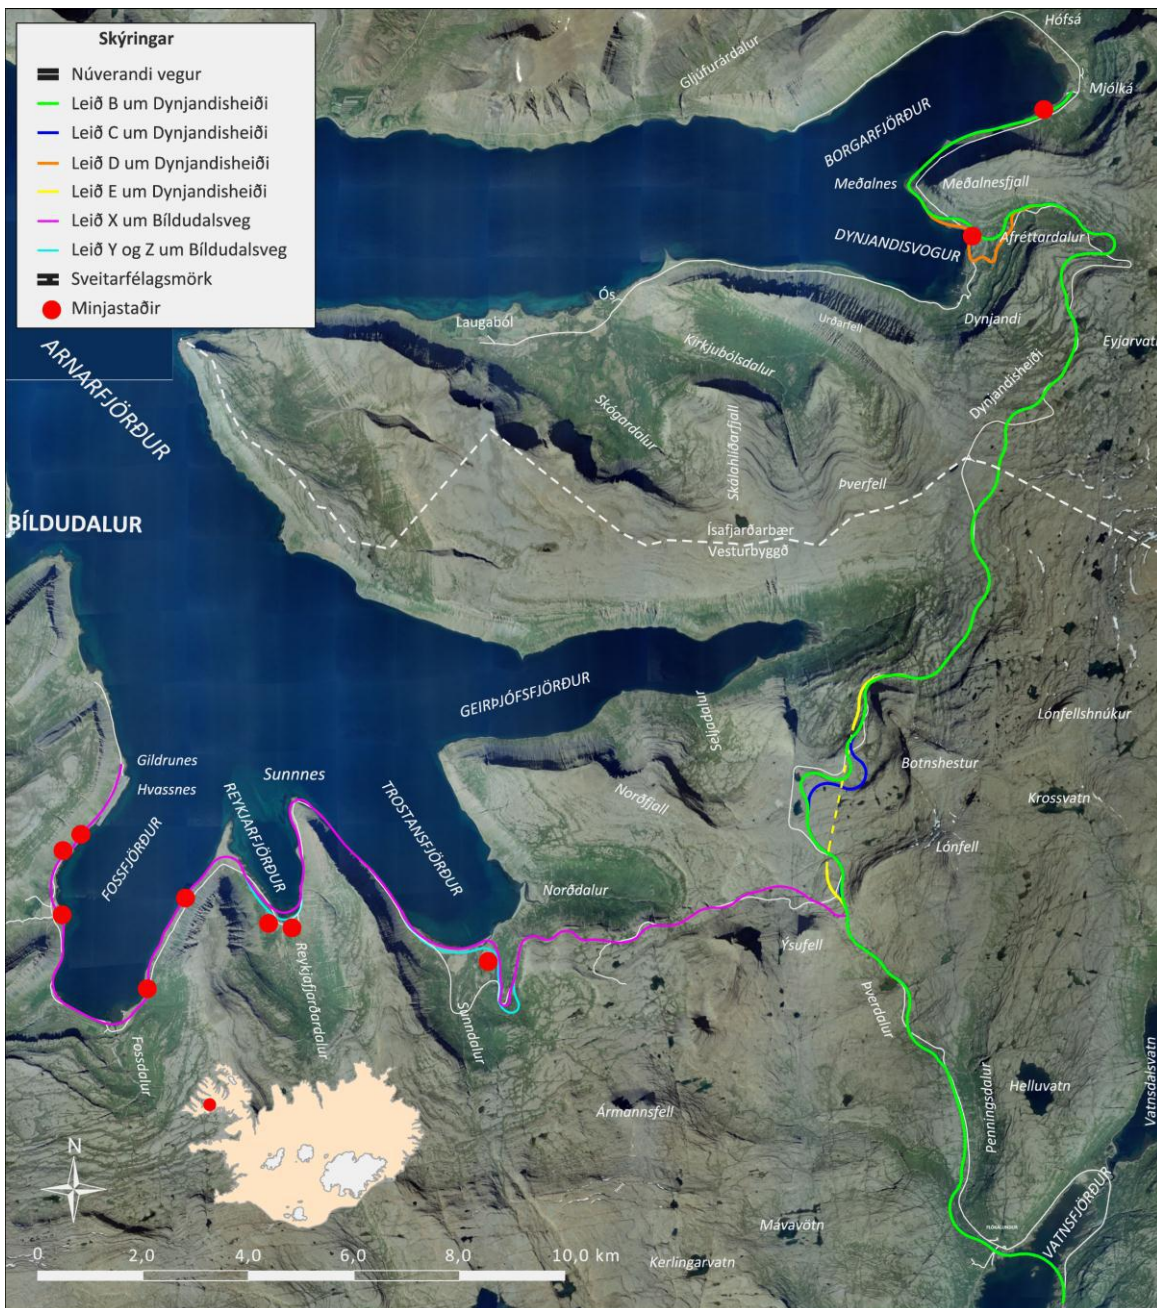 Skýringar
Núverandi vegur
Leið B um Dynjandisheiði
Leið C um Dynjandisheiði
Leið D um Dynjandisheiði
Leið E um Dynjandisheiði
Leið X um Bíldudalsveg
Leið Y og Z um Bíldudalsveg
Sveitarfélagsmörk
Minjastaðir
Hófsá
Gljúfurárdalur
Mjólká
BORGARFJÖRÐUR
Meðalnes
Meðalnesfjall
DYNJANDISVOGUR
Afréttardalur
Ós
Laugaból
Urðarfell
Dynjandi
Kirkjubólsdalur
Eyjarvatn
ARNARFJÖRÐUR
Dynjandisheiði
Skógardalur
Skálahlíðarfjall
Þverfell
BÍLDUDALUR
Ísafjarðarbær
Vesturbyggð
GEIRÞJÓFSFJÖRÐUR
Seljadalur
Lónfellshnúkur
Gildrunes
Botnshestur
Sunnnes
Hvassnes
REYKJARFJÖRÐUR
TROSTANSFJÖRÐUR
Norðfjall
Krossvatn
FOSSFJÖRÐUR
Lónfell
Norðdalur
Ýsufell
Reykjafjarðardalur
Sunndalur
Þverdalur
Fossdalur
Helluvatn
Penningsdalur
Vatnsdalsvatn
Ármannsfell
N
Mávavötn
FLÓKALUNDUR
VATNSFJÖRÐUR
Kerlingarvatn
0 2,0 4,0 6,0 8,0 10,0 km